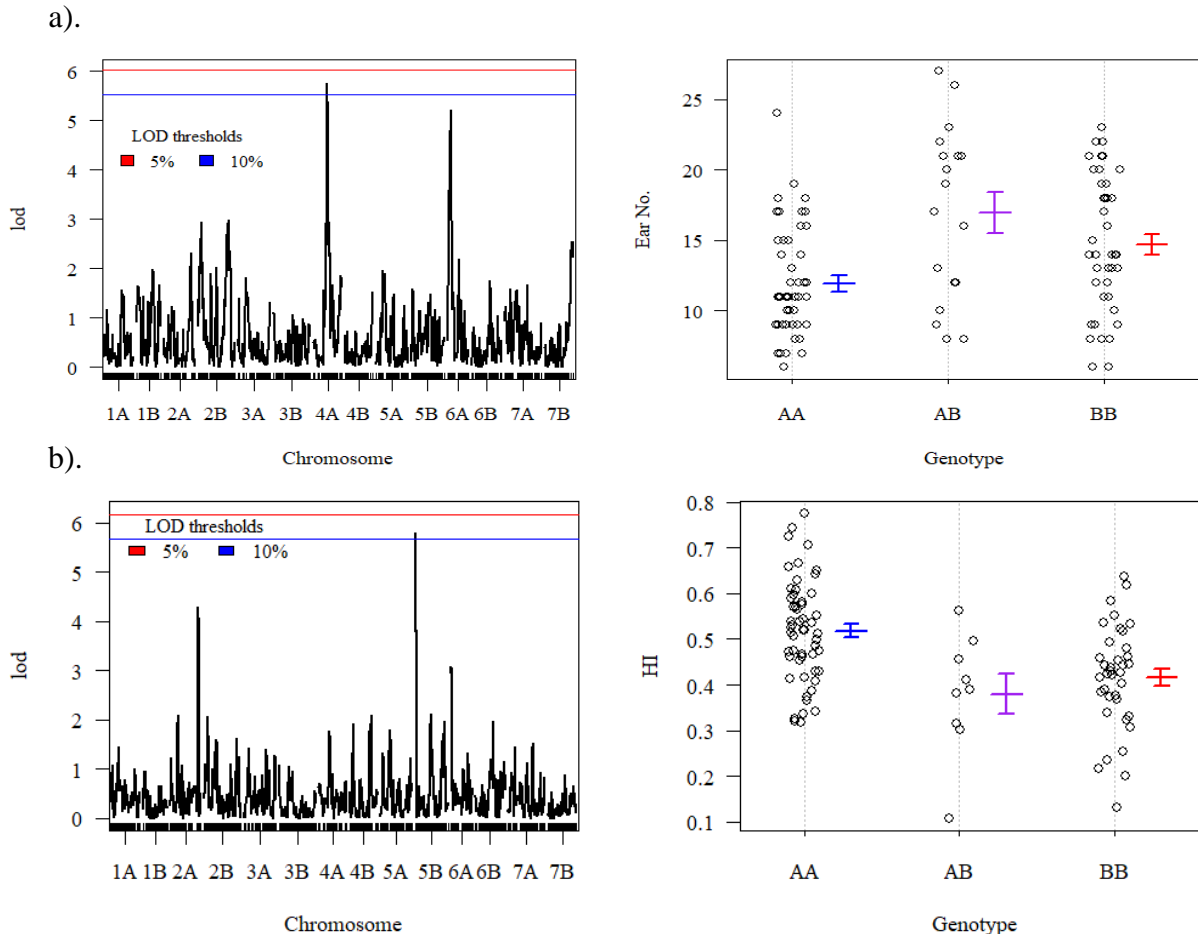 a).
6
5
4
3
2
1
0
lod
LOD thresholds
5% 10%
1A 1B 2A 2B 3A 3B 4A 4B 5A 5B 6A 6B 7A 7B
Chromosome
25
20
15
10
Ear No.
AA AB BB
Genotype
b).
6
5
4
3
2
1
0
lod
LOD thresholds
5% 10%
1A 1B 2A 2B 3A 3B 4A 4B 5A 5B 6A 6B 7A 7B
Chromosome
0.8
0.7
0.6
0.5
0.4
0.3
0.2
0.1
HI
AA AB BB
Genotype